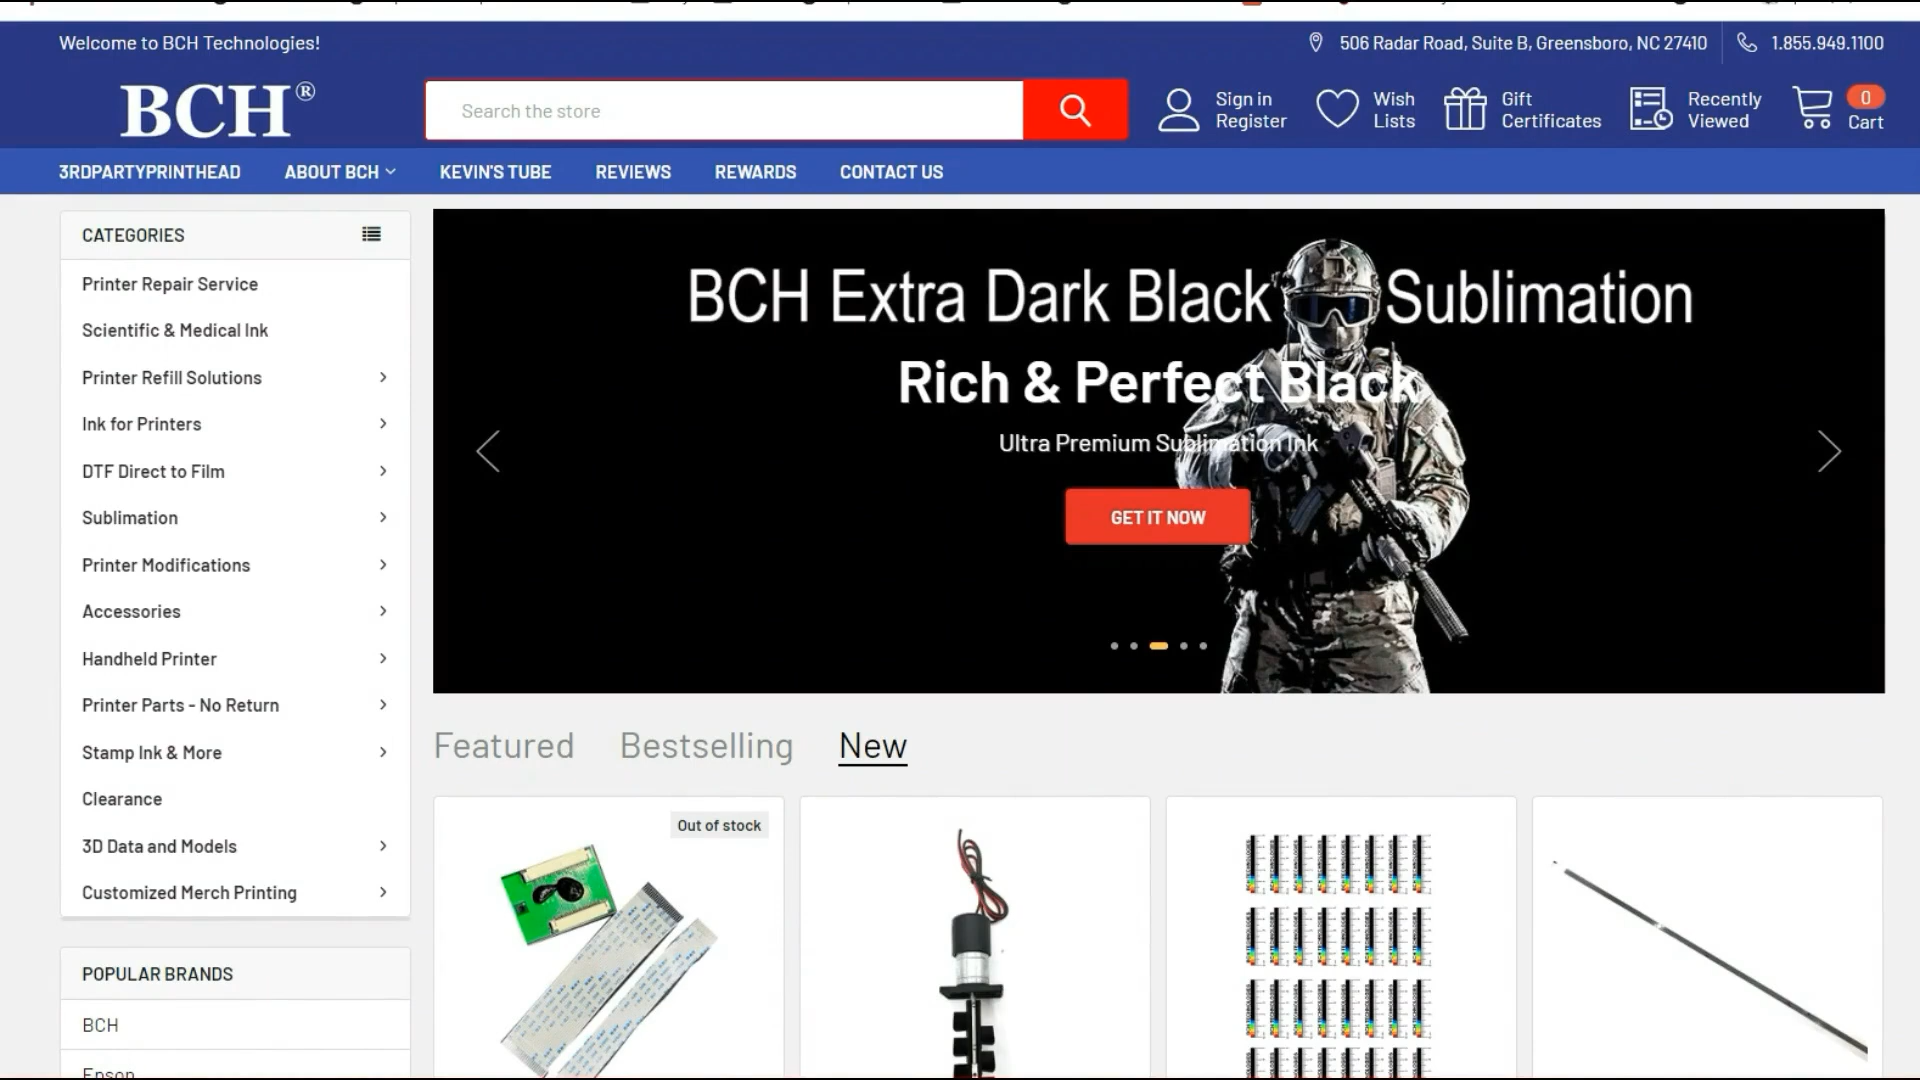 Welcome to BCH Technologies!
506 Radar Road, Suite B, Greensboro, NC 27410
1.855.949.1100
BCH®
Search the store
Sign in
Register
Wish
Lists
Gift
Certificates
Recently
Viewed
0
Cart
3RDPARTYPRINTHEAD
ABOUT BCH
KEVIN'S TUBE
REVIEWS
REWARDS
CONTACT US
CATEGORIES
Printer Repair Service
Scientific & Medical Ink
Printer Refill Solutions
Ink for Printers
DTF Direct to Film
Sublimation
Printer Modifications
Accessories
Handheld Printer
Printer Parts - No Return
Stamp Ink & More
Clearance
3D Data and Models
Customized Merch Printing
POPULAR BRANDS
BCH
Epson
BCH Extra Dark Black Sublimation
Rich & Perfect Black
Ultra Premium Sublimation Ink
GET IT NOW
Featured
Bestselling
New
Out of stock